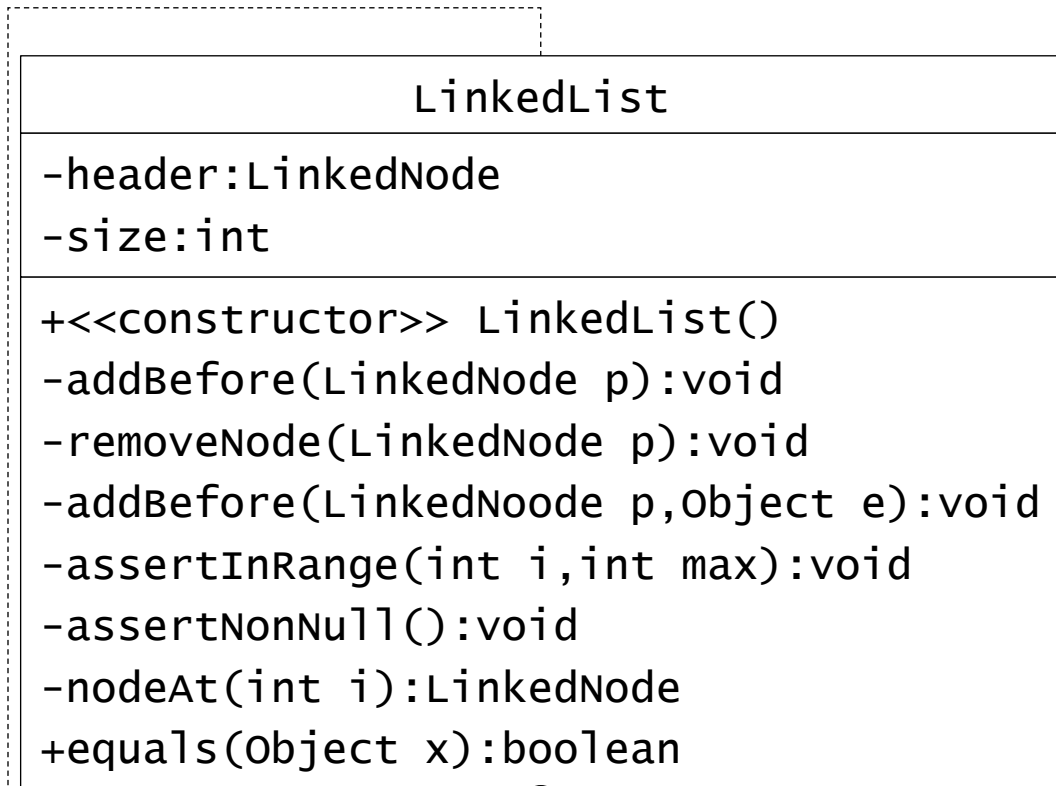 LinkedList
-header:LinkedNode
-size:int
+<<constructor>> LinkedList()
-addBefore(LinkedNode p):void
-removeNode(LinkedNode p):void
-addBefore(LinkedNoode p,Object e):void
-assertInRange(int i,int max):void
-assertNonNull():void
-nodeAt(int i):LinkedNode
+equals(Object x):boolean